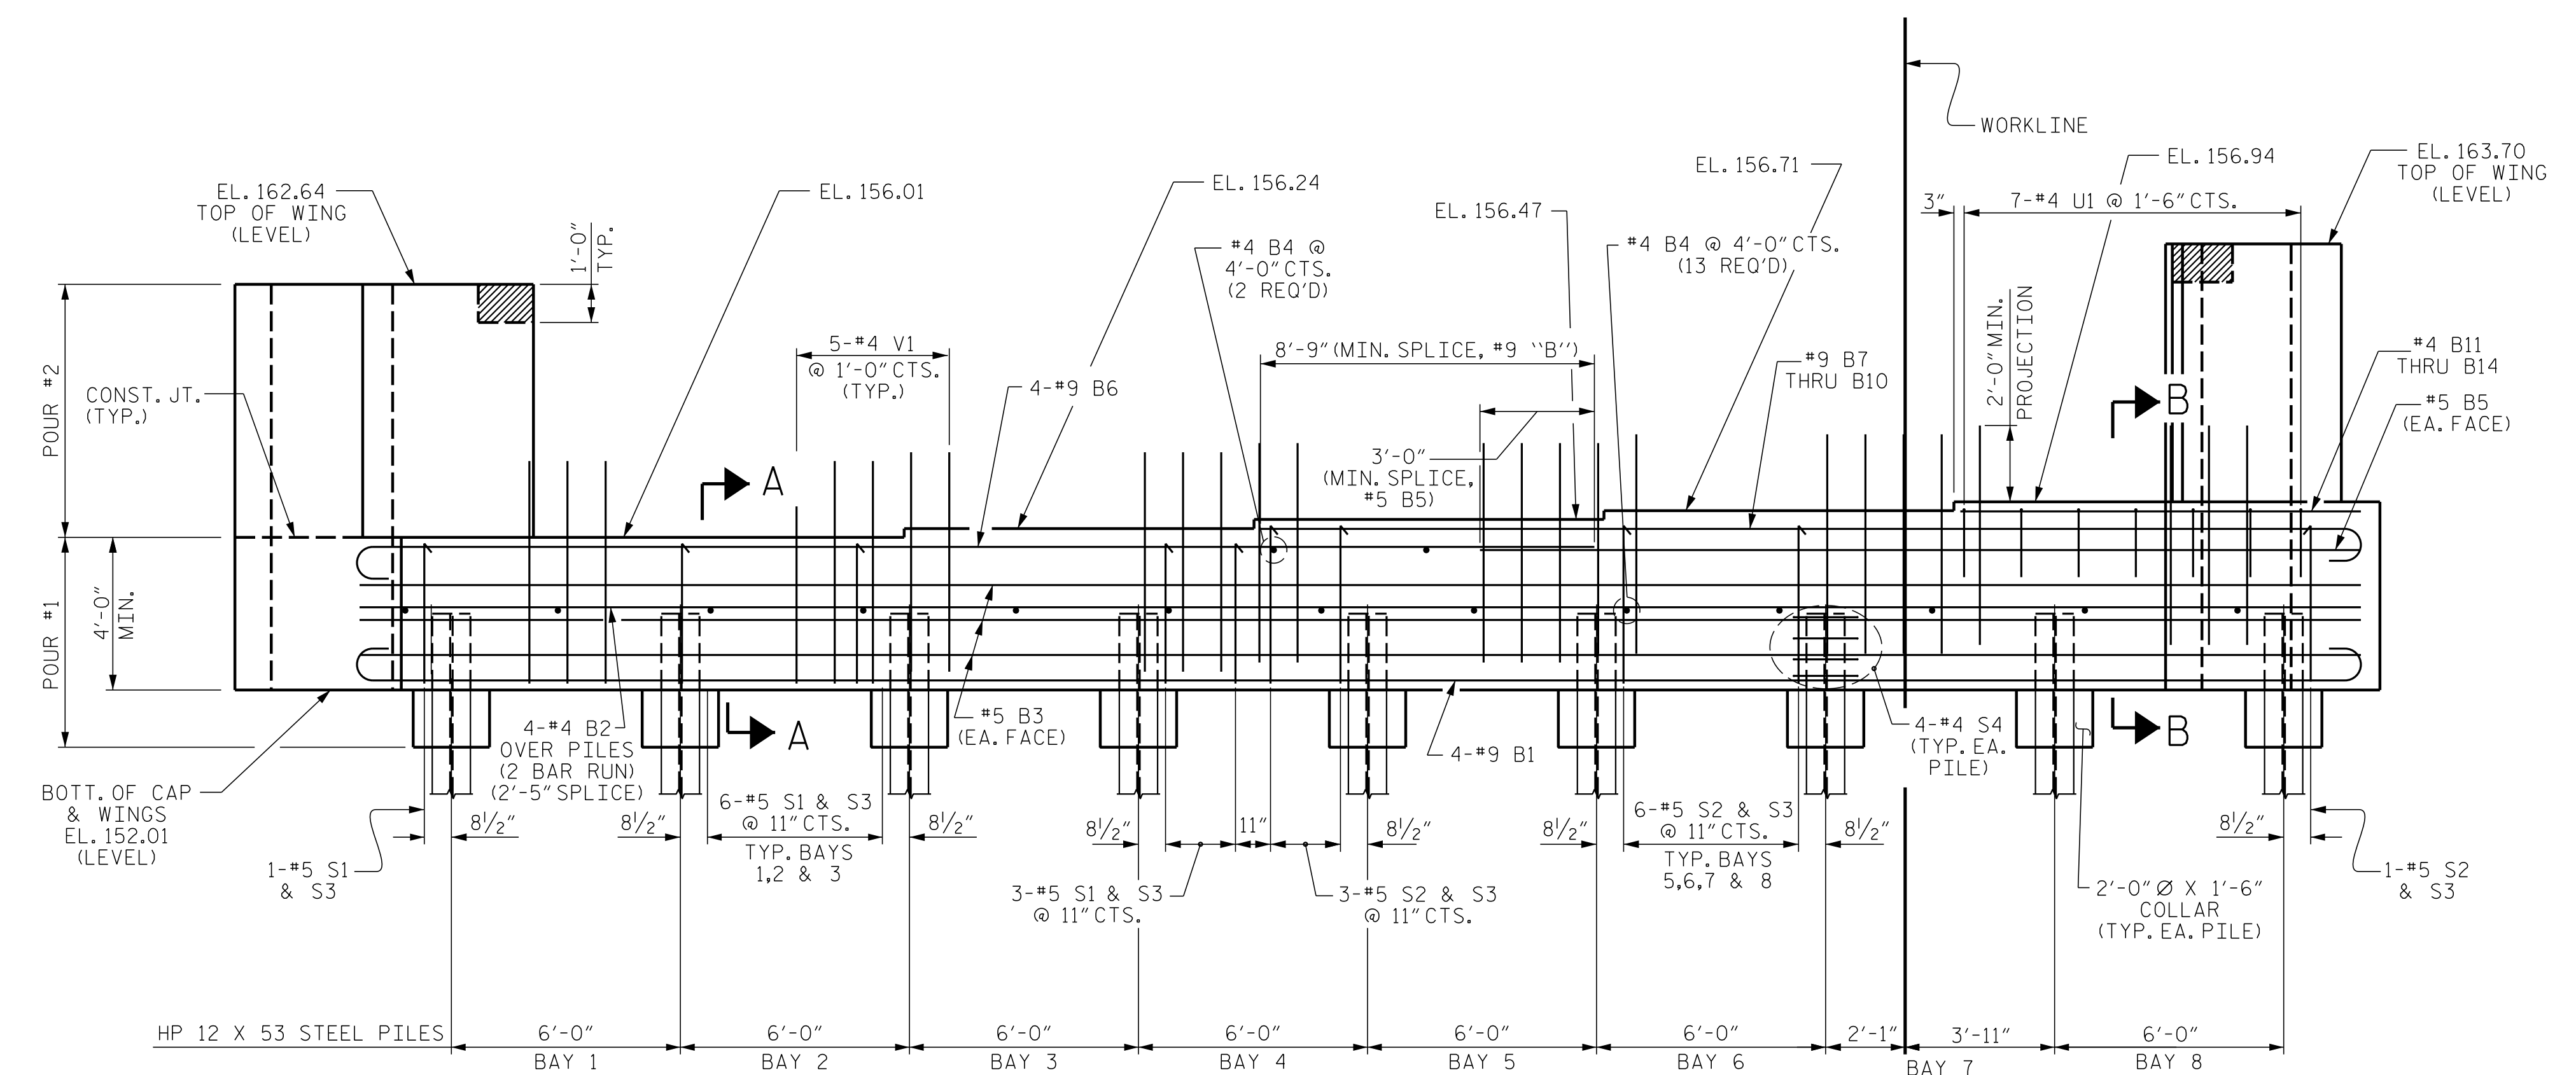 WORKLINE
EL. 162.64
TOP OF WING
(LEVEL)
1'-0"
TYP.
EL. 156.01
EL. 156.24
EL. 156.47
EL. 156.71
EL. 156.94
EL. 163.70
TOP OF WING
(LEVEL)
3"
7-#4 U1 @ 1'-6"CTS.
#4 B4 @
4'-0"CTS.
(2 REQ'D)
#4 B4 @ 4'-0"CTS.
(13 REQ'D)
2'-0"MIN.
PROJECTION
5-#4 V1
@ 1'-0"CTS.
(TYP.)
8'-9"(MIN. SPLICE, #9 ``B'')
4-#9 B6
#9 B7
THRU B10
#4 B11
THRU B14
#5 B5
(EA. FACE)
POUR #2
CONST. JT.
(TYP.)
3'-0"
(MIN. SPLICE,
#5 B5)
A
B
POUR #1
4'-0"
MIN.
A
B
4-#4 B2
OVER PILES
(2 BAR RUN)
(2'-5"SPLICE)
#5 B3
(EA. FACE)
4-#9 B1
4-#4 S4
(TYP. EA.
PILE)
BOTT. OF CAP
& WINGS
EL. 152.01
(LEVEL)
8½"
8½"
6-#5 S1 & S3
@ 11"CTS.
TYP. BAYS
1,2 & 3
8½"
8½"
11"
8½"
8½"
6-#5 S2 & S3
@ 11"CTS.
TYP. BAYS
5,6,7 & 8
8½"
8½"
1-#5 S1
& S3
3-#5 S1 & S3
@ 11"CTS.
3-#5 S2 & S3
@ 11"CTS.
2'-0"Ø X 1'-6"
COLLAR
(TYP. EA. PILE)
1-#5 S2
& S3
HP 12 X 53 STEEL PILES
6'-0"
BAY 1
6'-0"
BAY 2
6'-0"
BAY 3
6'-0"
BAY 4
6'-0"
BAY 5
6'-0"
BAY 6
2'-1"
3'-11"
BAY 7
6'-0"
BAY 8